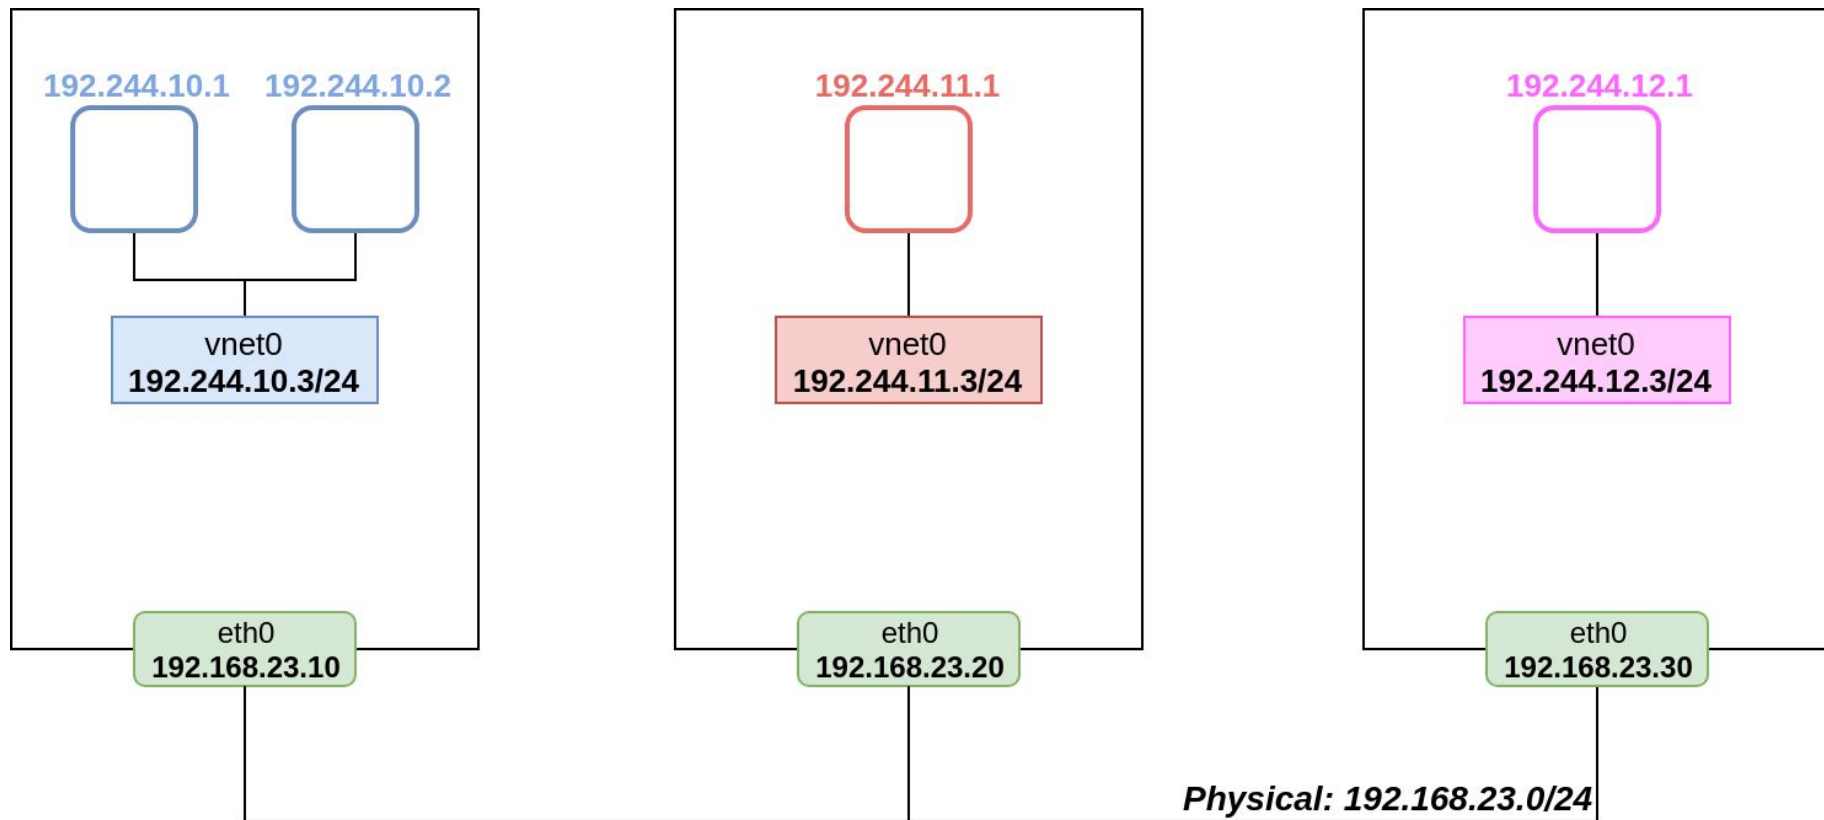 192.244.10.1
192.244.10.2
192.244.11.1
192.244.12.1
vnet0
192.244.10.3/24
vnet0
192.244.11.3/24
vnet0
192.244.12.3/24
eth0
192.168.23.10
eth0
192.168.23.20
eth0
192.168.23.30
Physical: 192.168.23.0/24